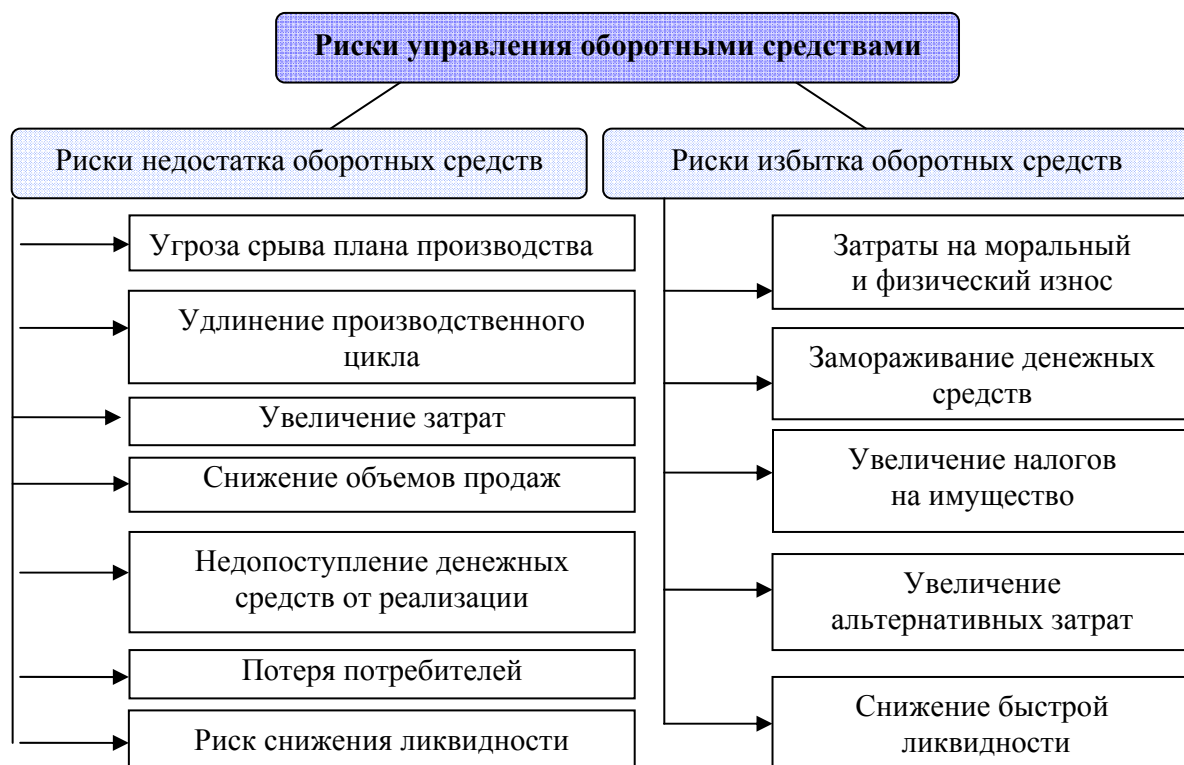 Риски управления оборотными средствами
Риски недостатка оборотных средств
Угроза срыва плана производства
Удлинение производственного
цикла
Увеличение затрат
Снижение объемов продаж
Недопоступление денежных
средств от реализации
Потеря потребителей
Риск снижения ликвидности
Риски избытка оборотных средств
Затраты на моральный
и физический износ
Замораживание денежных
средств
Увеличение налогов
на имущество
Увеличение
альтернативных затрат
Снижение быстрой
ликвидности